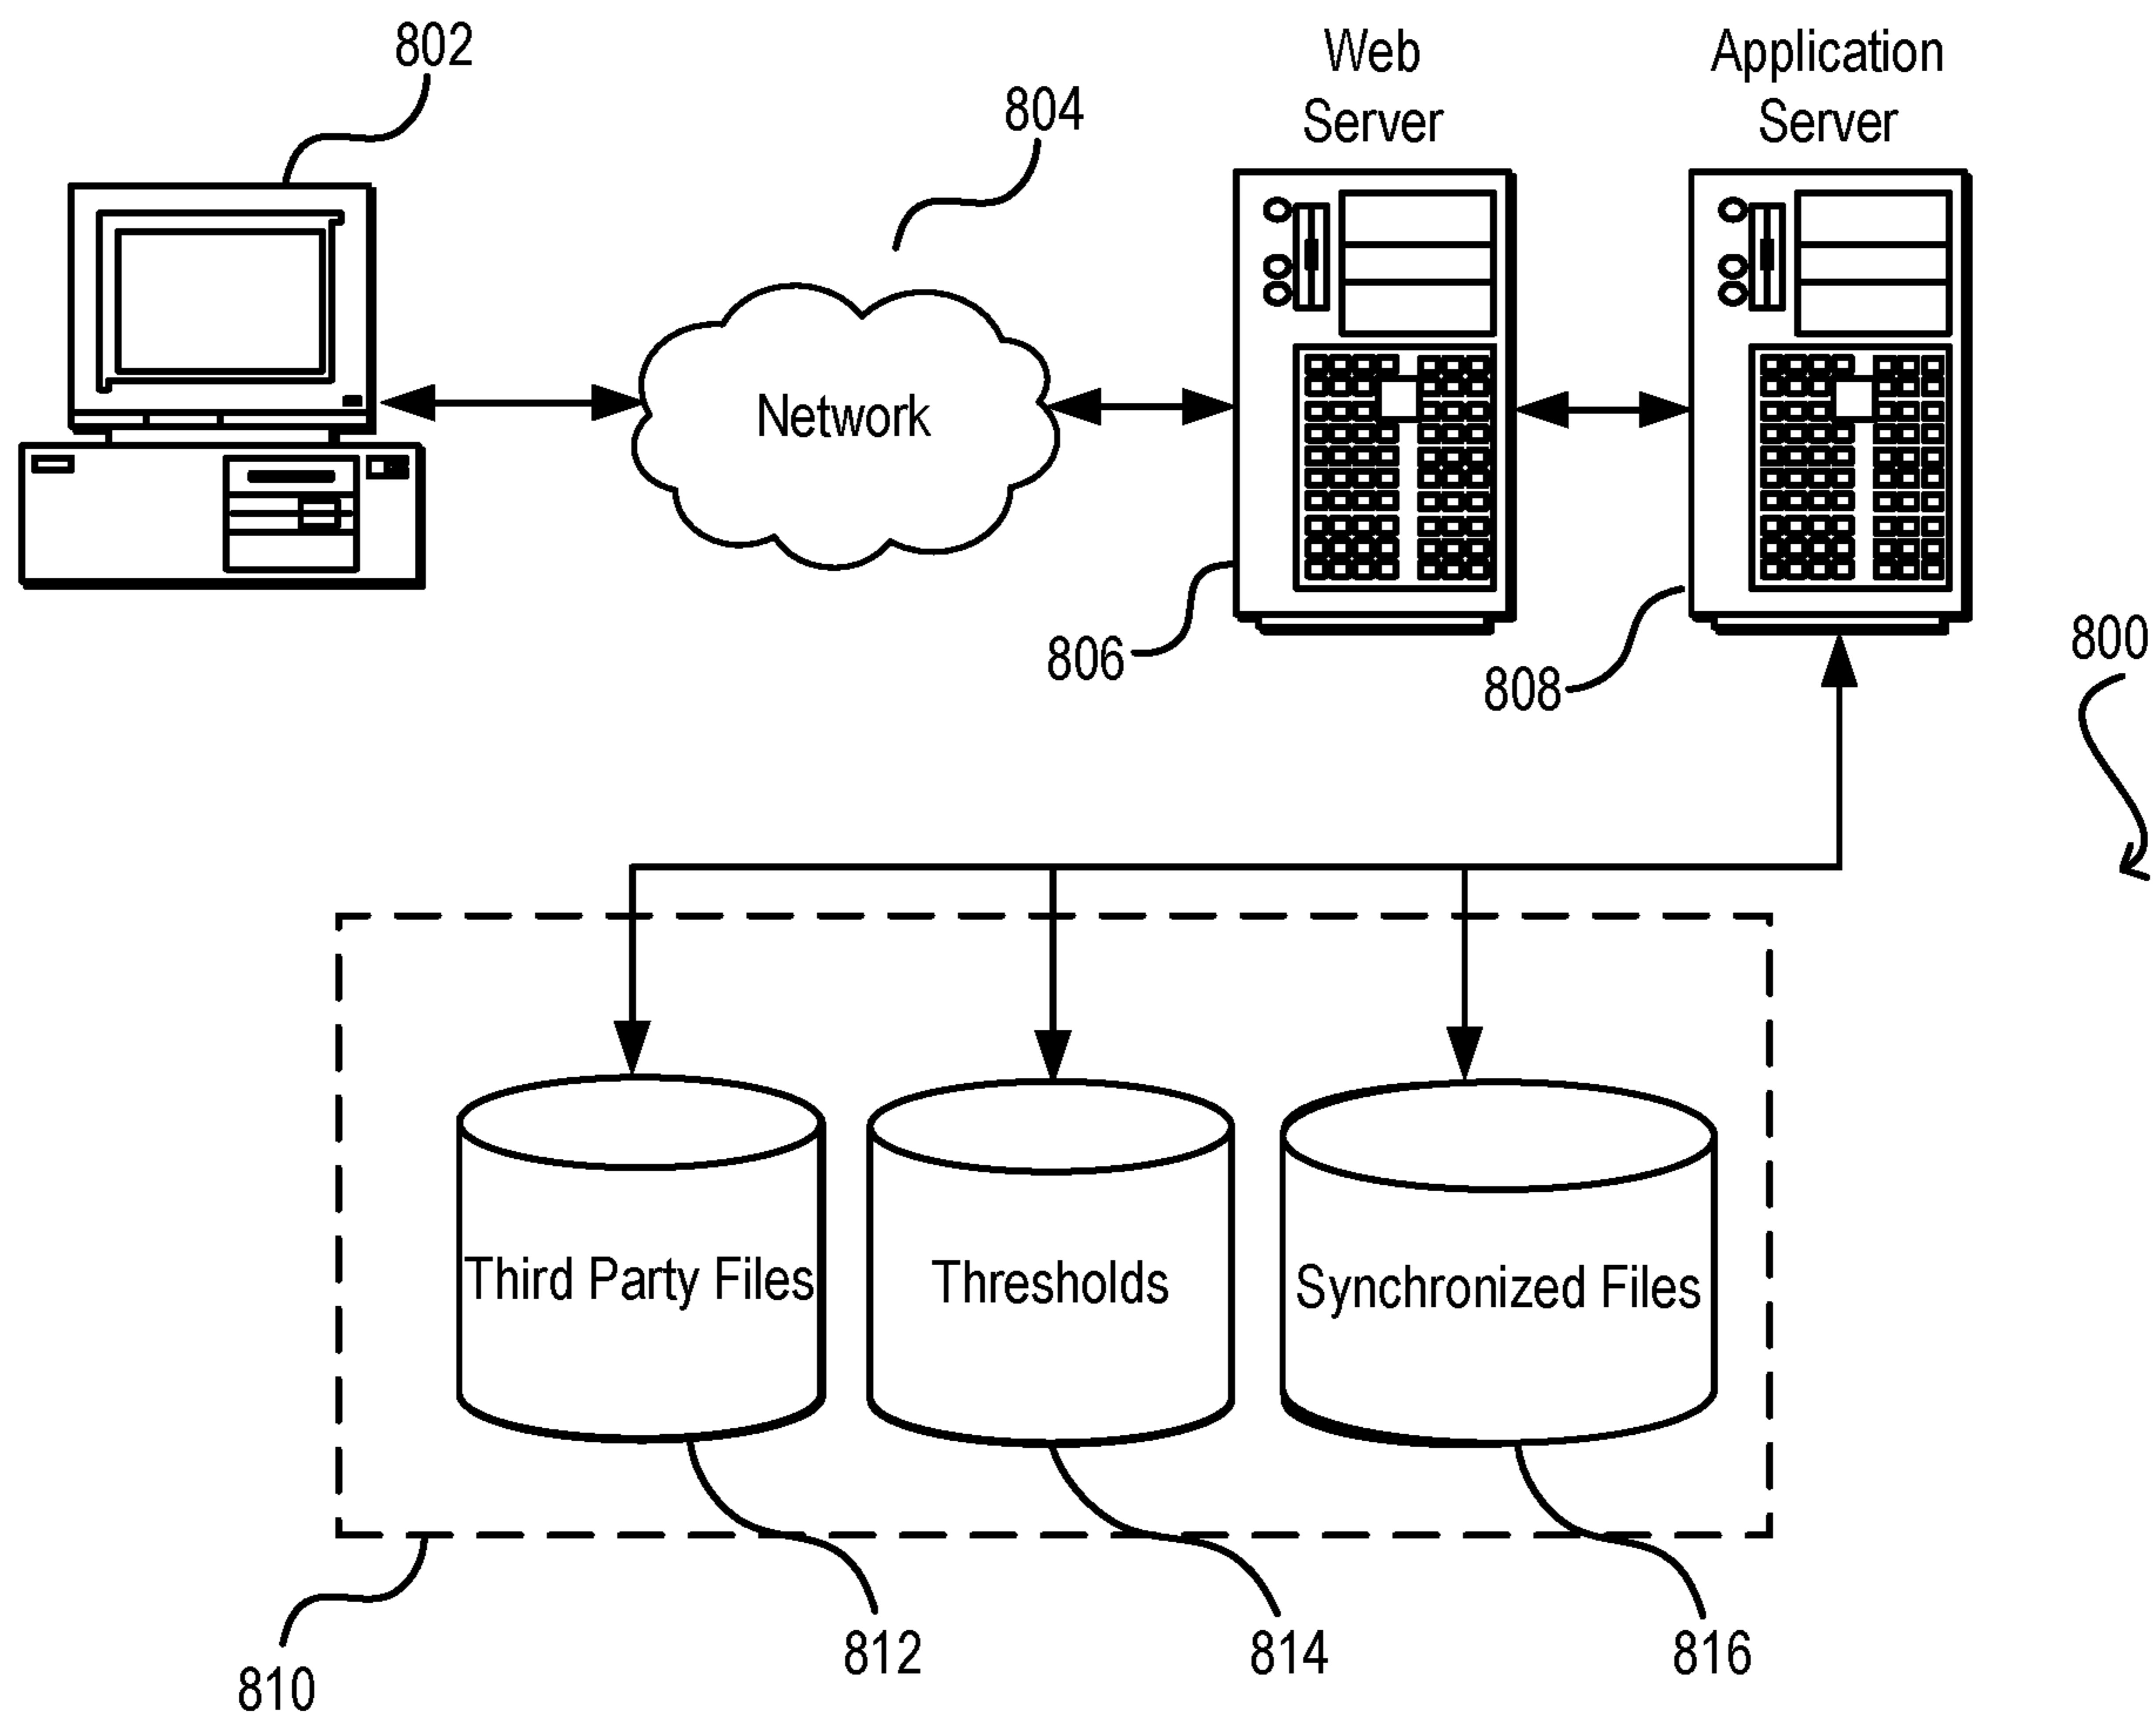 802
804
Web
Server
Application
Server
Network
806
808
800
Third Party Files
Thresholds
Synchronized Files
810
812
814
816